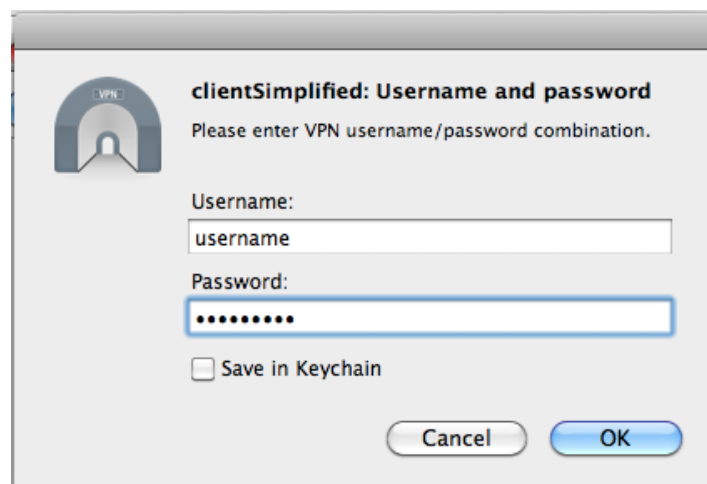 VPN
clientSimplified: Username and password
Please enter VPN username/password combination.
Username:
username
Password:
•••••••••
Save in Keychain
Cancel
OK